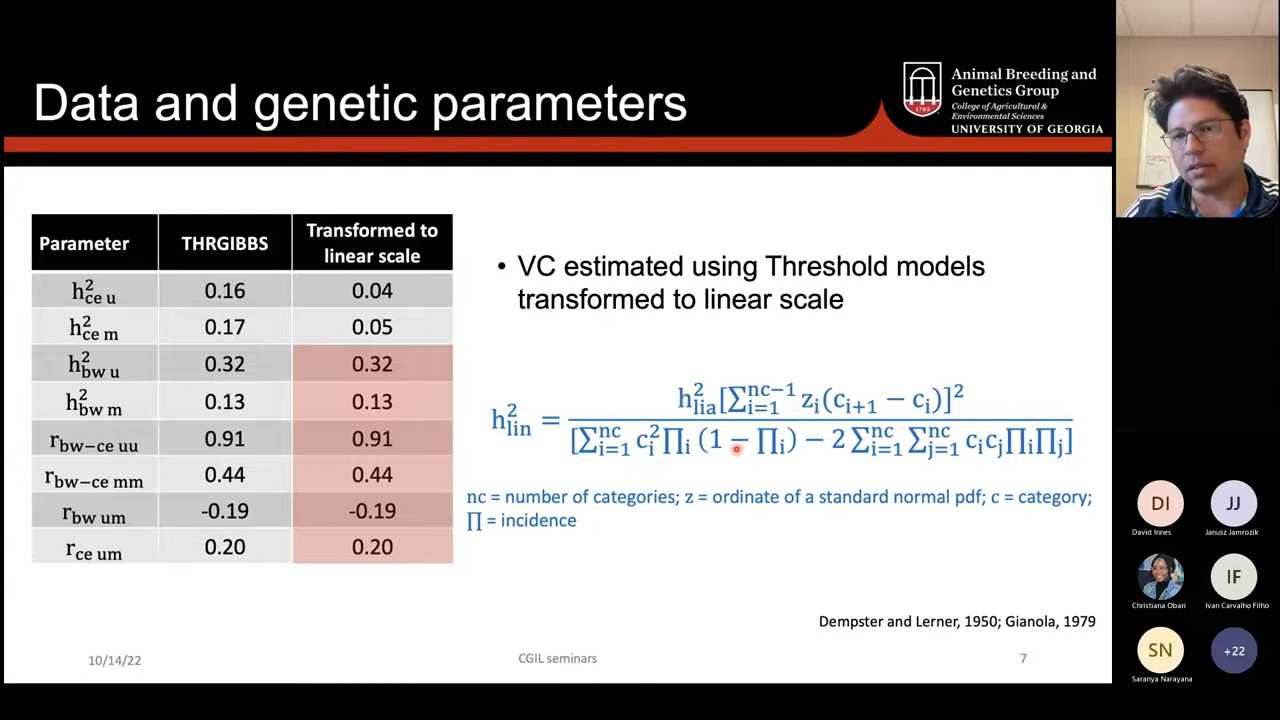 Data and genetic parameters
1785
Animal Breeding and
Genetics Group
College of Agricultural &
Environmental Sciences
UNIVERSITY OF GEORGIA
Parameter THRGIBBS Transformed to linear scale
h²ce u 0.16 0.04
h²ce m 0.17 0.05
h²bw u 0.32 0.32
h²bw m 0.13 0.13
rbw−ce uu 0.91 0.91
rbw−ce mm 0.44 0.44
rbw um -0.19 -0.19
rce um 0.20 0.20
• VC estimated using Threshold models
transformed to linear scale
h²lin = h²lia[∑i=1^nc−1 zi(ci+1 − ci)]² / [∑i=1^nc ci²∏i (1 − ∏i) − 2 ∑i=1^nc ∑j=1^nc cicj∏i∏j]
nc = number of categories; z = ordinate of a standard normal pdf; c = category;
∏ = incidence
Dempster and Lerner, 1950; Gianola, 1979
10/14/22 CGIL seminars 7
DI JJ
David Innes Janusz Jamrozik
IF
Christiana Obari Ivan Carvalho Filho
SN +22
Saranya Narayana